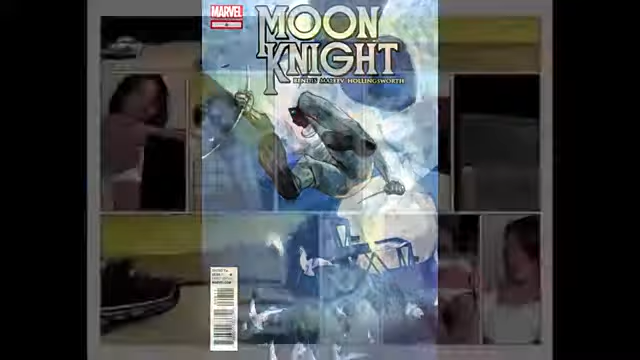 MARVEL
MOON
KNIGHT
BENDIS MALEEV HOLLINGSWORTH